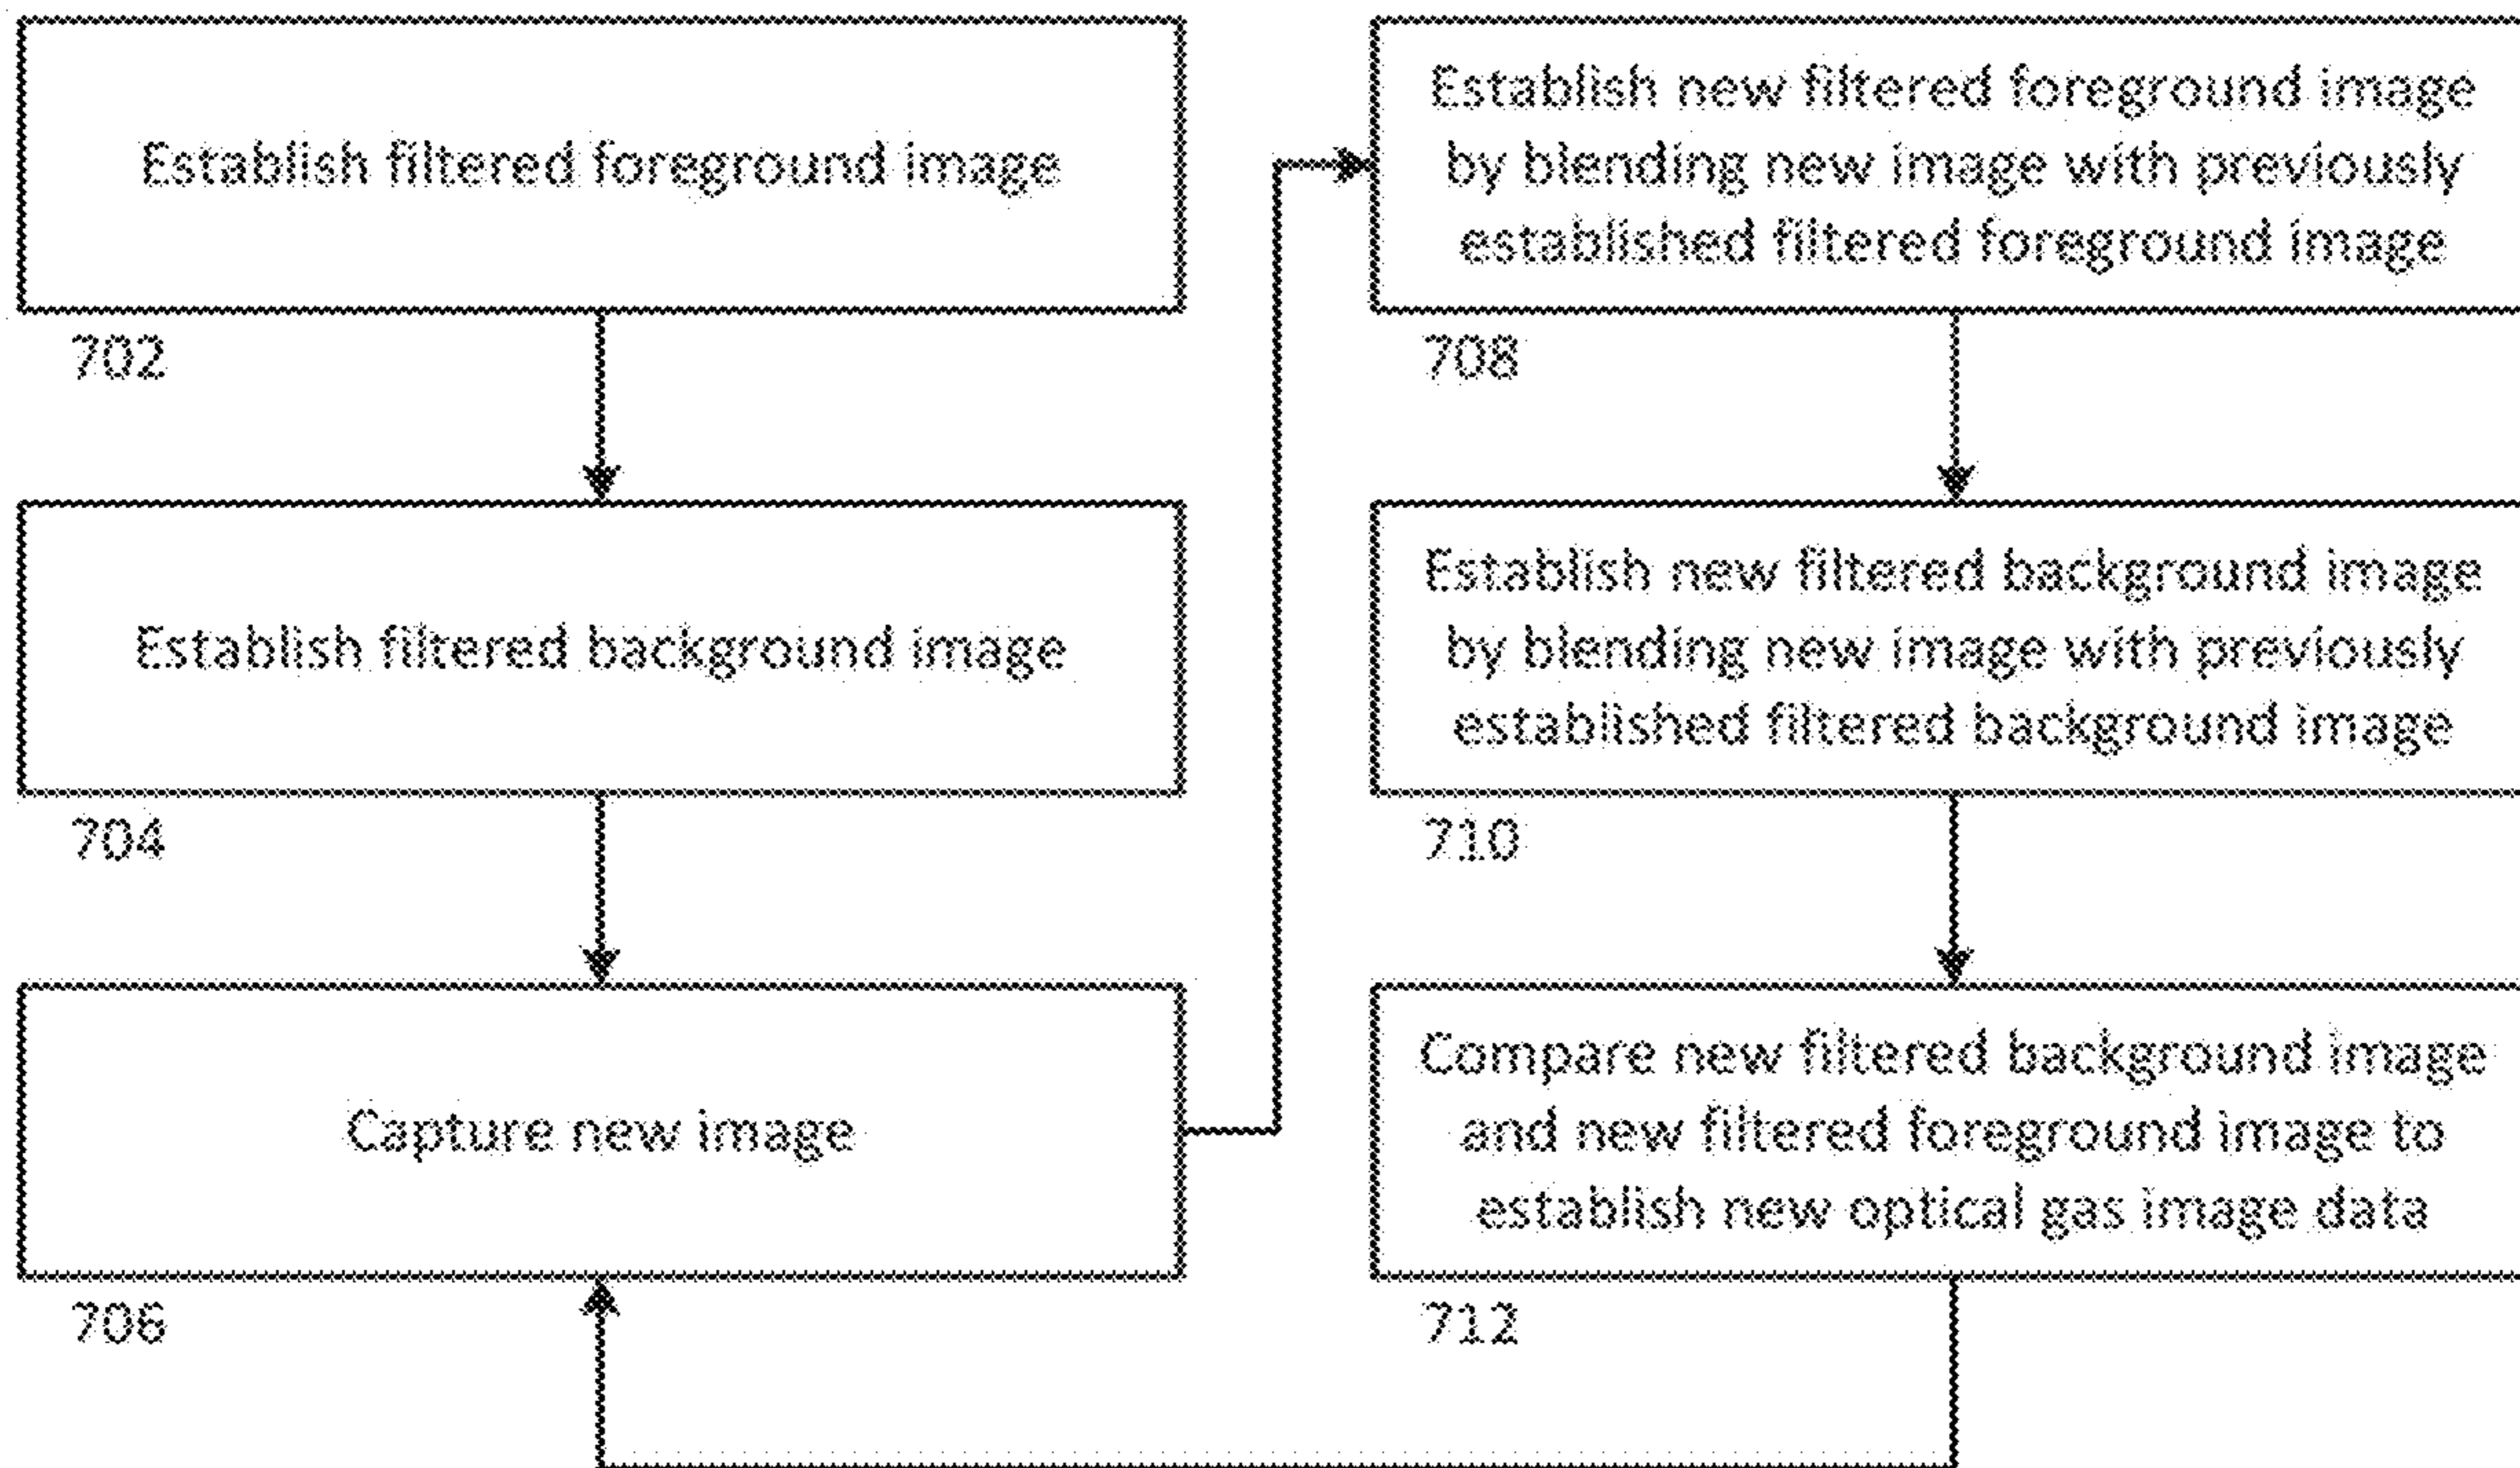 Establish filtered foreground image
702
Establish filtered background image
704
Capture new image
706
Establish new filtered foreground image
by blending new image with previously
established filtered foreground image
708
Establish new filtered background image
by blending new image with previously
established filtered background image
710
Compare new filtered background image
and new filtered foreground image to
establish new optical gas image data
712